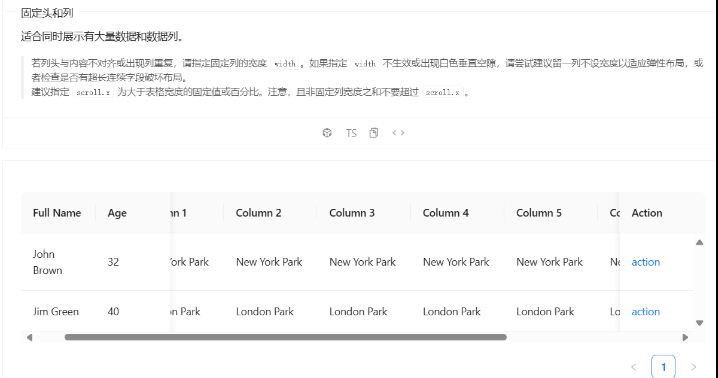 固定头和列
适合同时展示有大量数据和数据列。
若列头与内容不对齐或出现列重复，请指定固定列的宽度 width 。如果指定 width 不生效或出现白色垂直空隙，请尝试建议留一列不设宽度以适应弹性布局，或
者检查是否有超长连续字段破坏布局。
建议指定 scroll.x 为大于表格宽度的固定值或百分比。注意，且非固定列宽度之和不要超过 scroll.x 。
TS
Full Name Age nn 1 Column 2 Column 3 Column 4 Column 5 Co Action
John
Brown 32 York Park New York Park New York Park New York Park New York Park Ne action
Jim Green 40 n Park London Park London Park London Park London Park Lo action
1